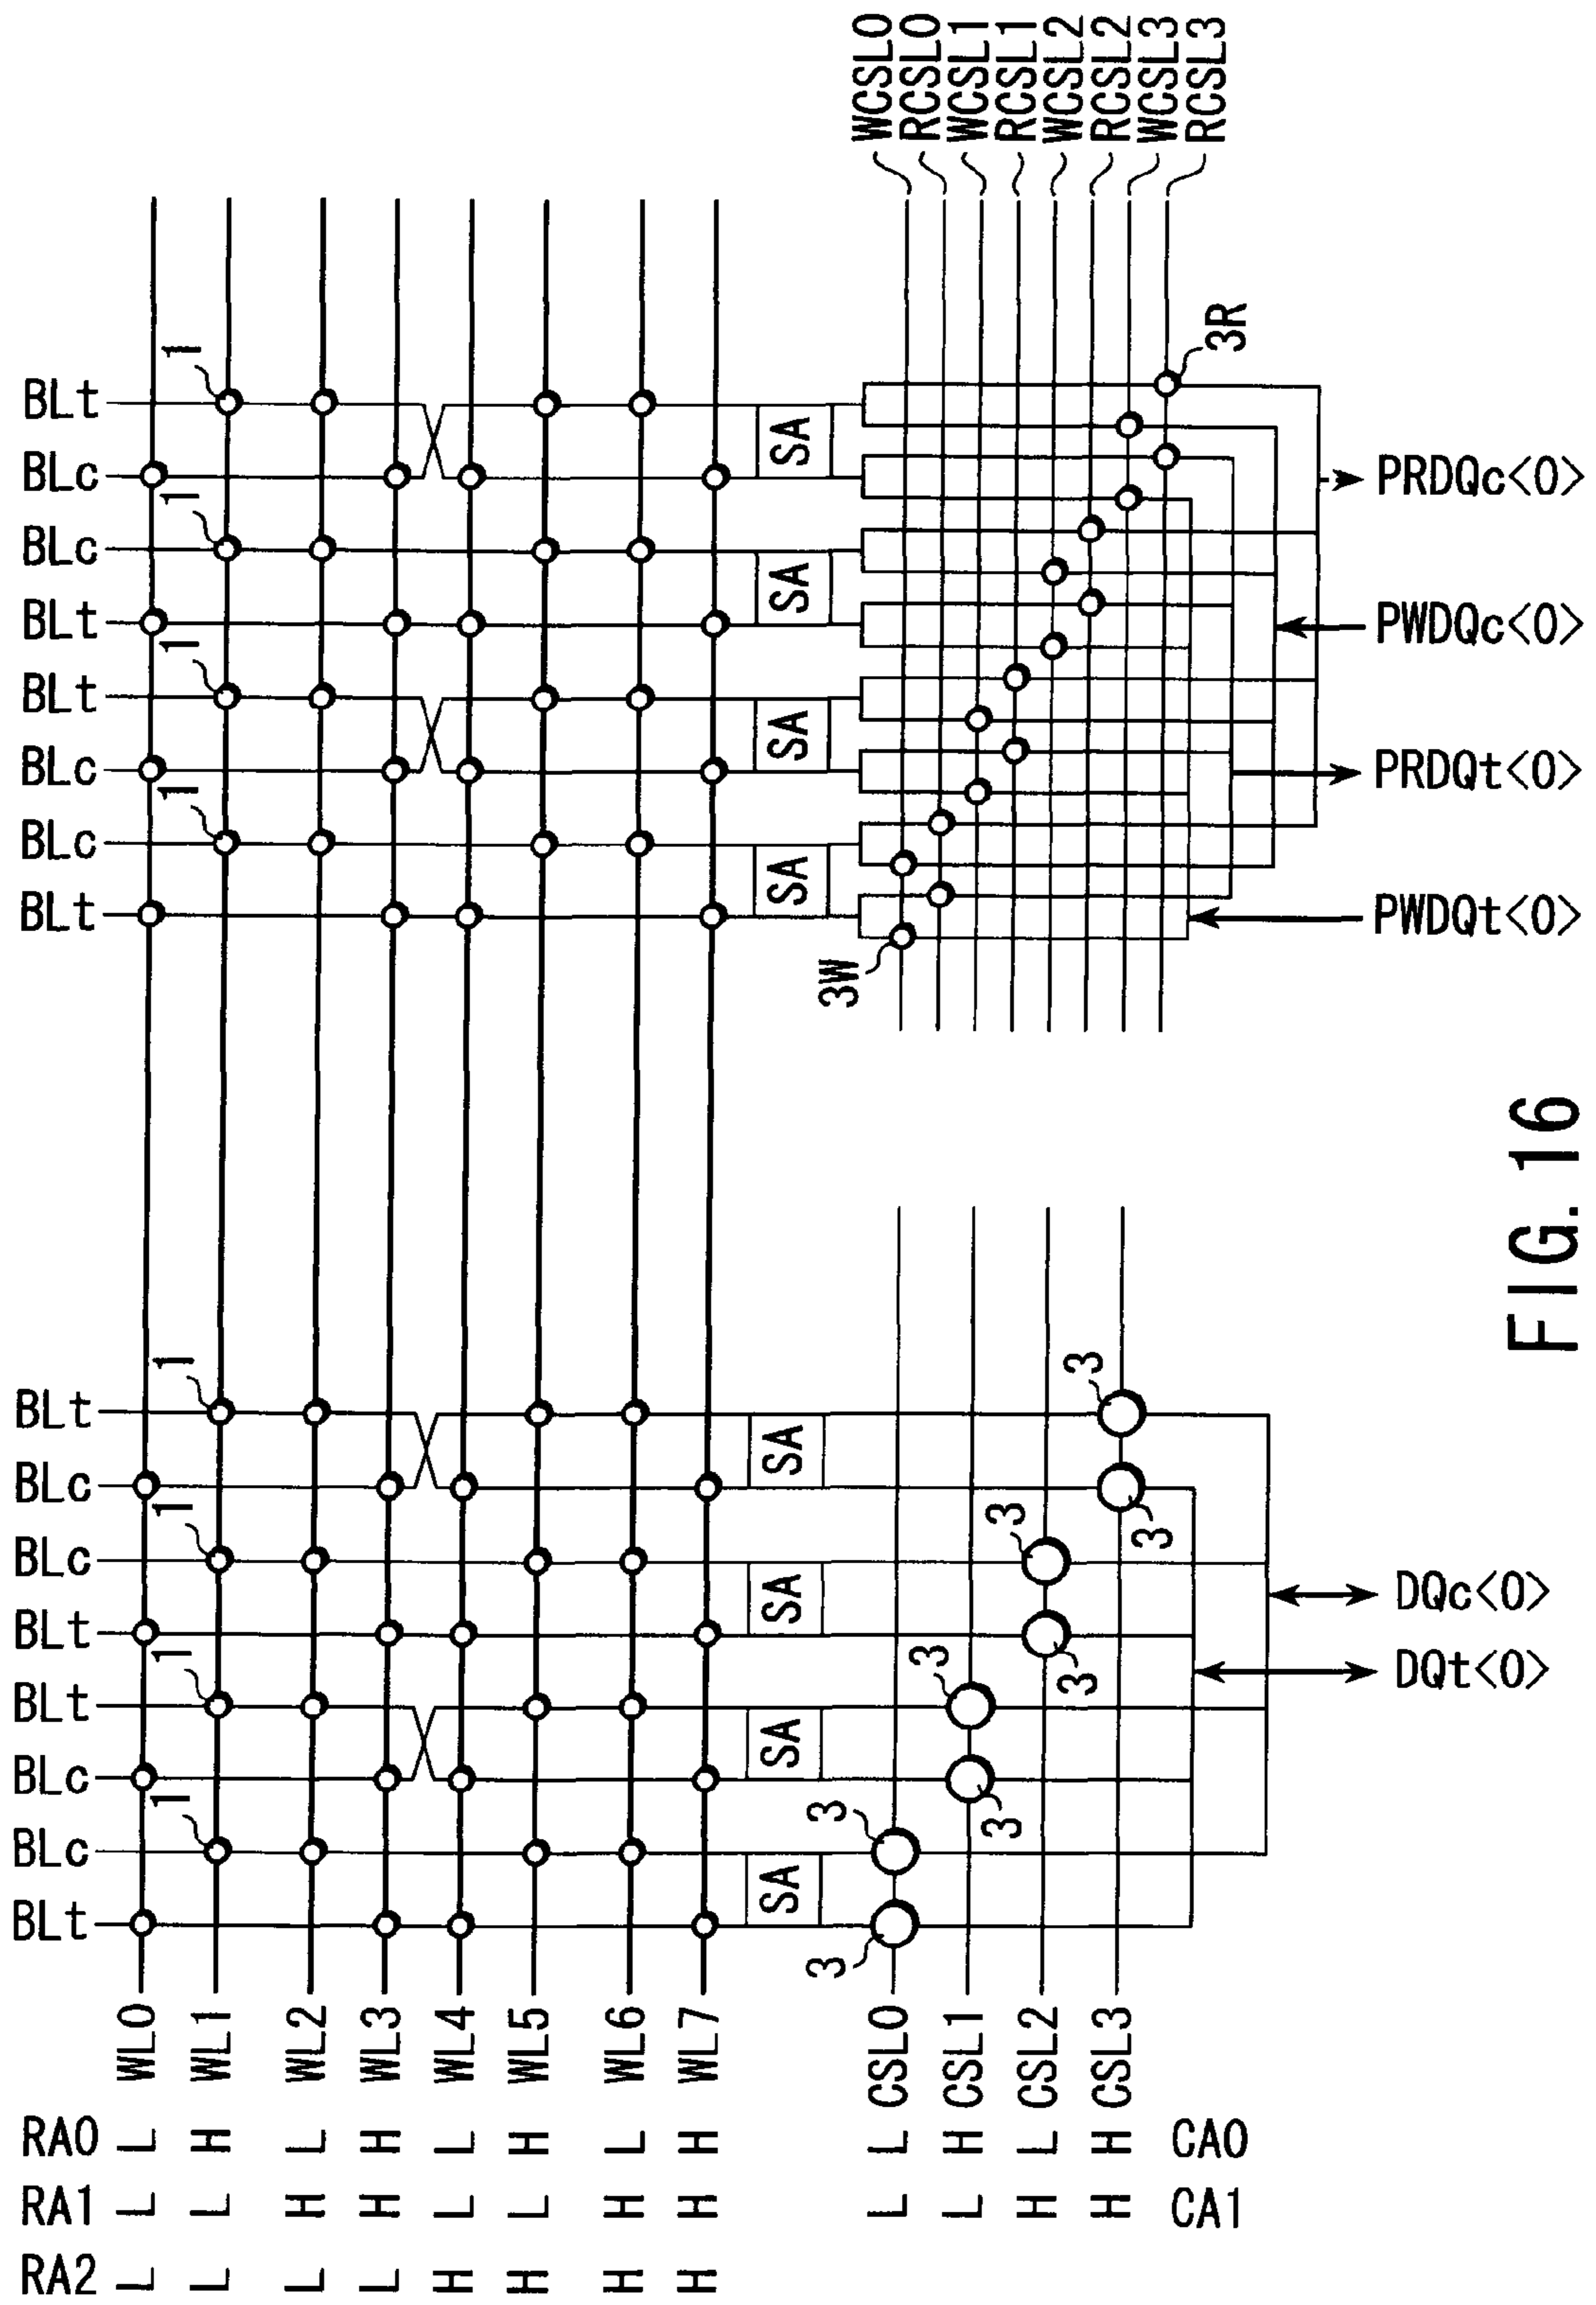 WCSL0
RCSL0
WCSL1
RCSL1
WCSL2
RCSL2
WCSL3
RCSL3
BLt
1
BLc
BLc
1
BLt
BLt
1
BLc
BLc
1
BLt
SA
SA
SA
SA
3R
3W
PRDQc<0>
PWDQc<0>
PRDQt<0>
PWDQt<0>
FIG. 16
BLt
1
BLc
BLc
1
BLt
BLt
1
BLc
BLc
1
BLt
SA
SA
SA
SA
3
3
3
3
3
3
3
3
DQc<0>
DQt<0>
WL0
WL1
WL2
WL3
WL4
WL5
WL6
WL7
CSL0
CSL1
CSL2
CSL3
RA0 L H L H L H L H L H L H CA0
RA1 L L H H L L H H L L H H CA1
RA2 L L L L H H H H